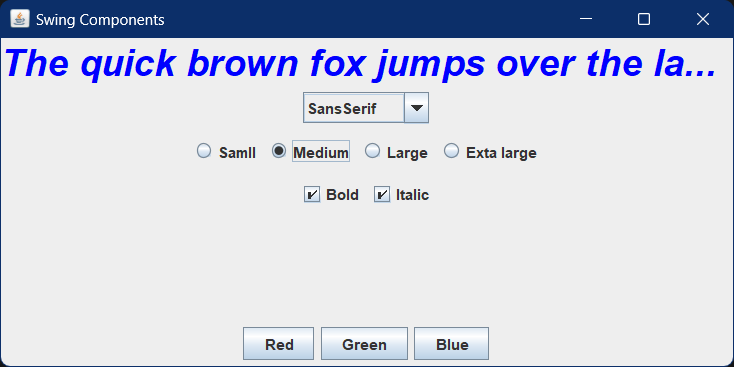 Swing Components
The quick brown fox jumps over the la...
SansSerif
Samll Medium Large Exta large
Bold Italic
Red Green Blue